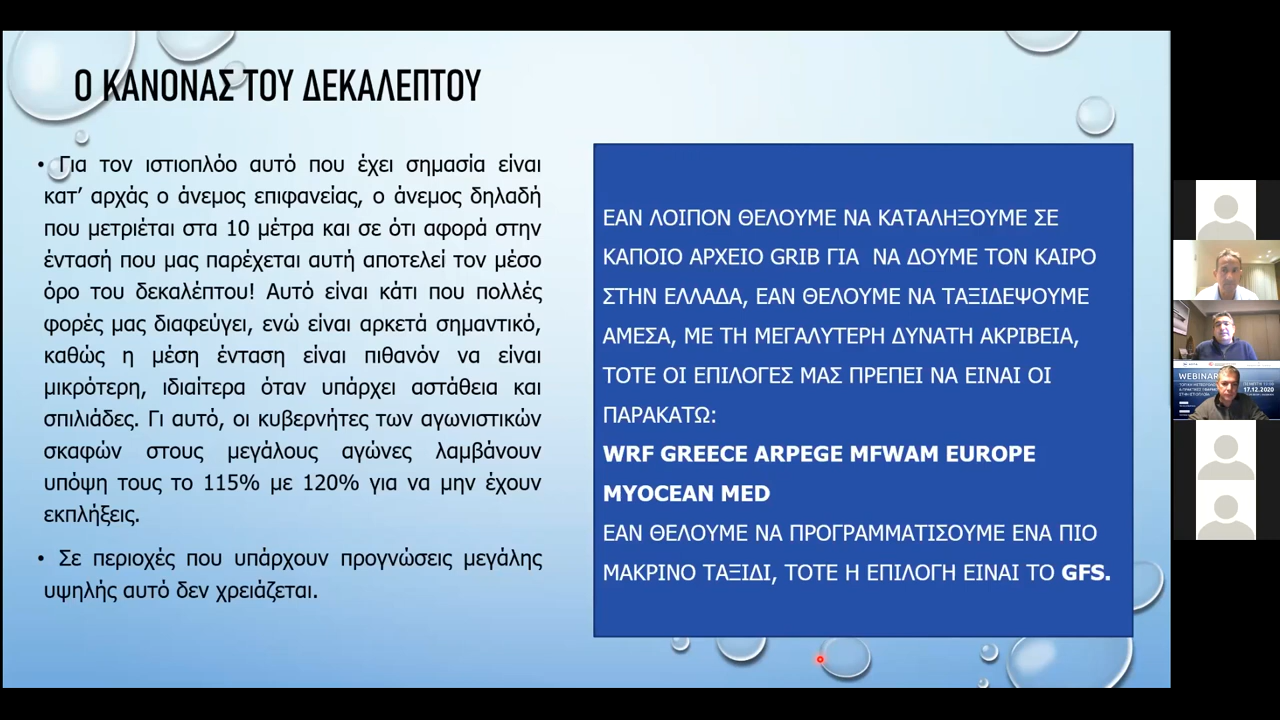 Ο ΚΑΝΟΝΑΣ ΤΟΥ ΔΕΚΑΛΕΠΤΟΥ
• Για τον ιστιοπλόο αυτό που έχει σημασία είναι
κατ’ αρχάς ο άνεμος επιφανείας, ο άνεμος δηλαδή
που μετριέται στα 10 μέτρα και σε ότι αφορά στην
έντασή που μας παρέχεται αυτή αποτελεί τον μέσο
όρο του δεκαλέπτου! Αυτό είναι κάτι που πολλές
φορές μας διαφεύγει, ενώ είναι αρκετά σημαντικό,
καθώς η μέση ένταση είναι πιθανόν να είναι
μικρότερη, ιδιαίτερα όταν υπάρχει αστάθεια και
σπιλιάδες. Γι αυτό, οι κυβερνήτες των αγωνιστικών
σκαφών στους μεγάλους αγώνες λαμβάνουν
υπόψη τους το 115% με 120% για να μην έχουν
εκπλήξεις.
• Σε περιοχές που υπάρχουν προγνώσεις μεγάλης
υψηλής αυτό δεν χρειάζεται.
ΕΑΝ ΛΟΙΠΟΝ ΘΕΛΟΥΜΕ ΝΑ ΚΑΤΑΛΗΞΟΥΜΕ ΣΕ
ΚΑΠΟΙΟ ΑΡΧΕΙΟ GRIB ΓΙΑ ΝΑ ΔΟΥΜΕ ΤΟΝ ΚΑΙΡΟ
ΣΤΗΝ ΕΛΛΑΔΑ, ΕΑΝ ΘΕΛΟΥΜΕ ΝΑ ΤΑΞΙΔΕΨΟΥΜΕ
ΑΜΕΣΑ, ΜΕ ΤΗ ΜΕΓΑΛΥΤΕΡΗ ΔΥΝΑΤΗ ΑΚΡΙΒΕΙΑ,
ΤΟΤΕ ΟΙ ΕΠΙΛΟΓΕΣ ΜΑΣ ΠΡΕΠΕΙ ΝΑ ΕΙΝΑΙ ΟΙ
ΠΑΡΑΚΑΤΩ:
WRF GREECE ARPEGE MFWAM EUROPE
MYOCEAN MED
ΕΑΝ ΘΕΛΟΥΜΕ ΝΑ ΠΡΟΓΡΑΜΜΑΤΙΣΟΥΜΕ ΕΝΑ ΠΙΟ
ΜΑΚΡΙΝΟ ΤΑΞΙΔΙ, ΤΟΤΕ Η ΕΠΙΛΟΓΗ ΕΙΝΑΙ ΤΟ GFS.
WEBINAR
17.12.2020